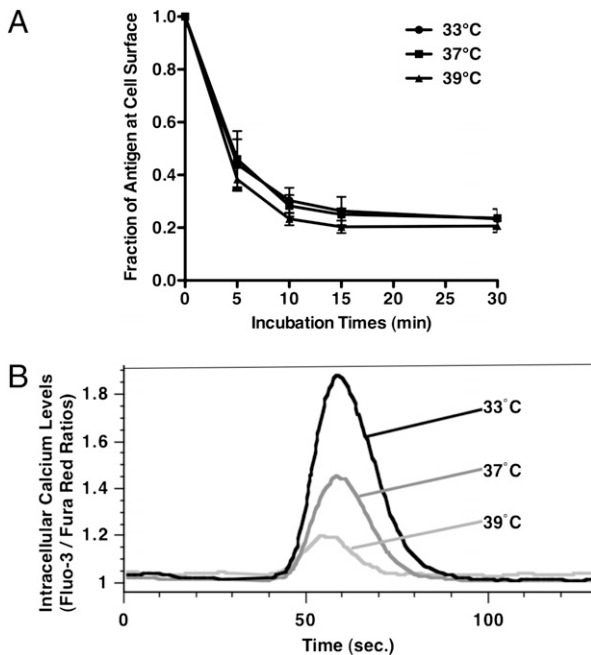 A
33°C
37°C
39°C
Fraction of Antigen at Cell Surface
1.0
0.8
0.6
0.4
0.2
0.0
0 5 10 15 20 25 30
Incubation Times (min)
B
Intracellular Calcium Levels
(Fluo-3 / Fura Red Ratios)
1.8
1.6
1.4
1.2
1
33°C
37°C
39°C
0 50 100
Time (sec.)